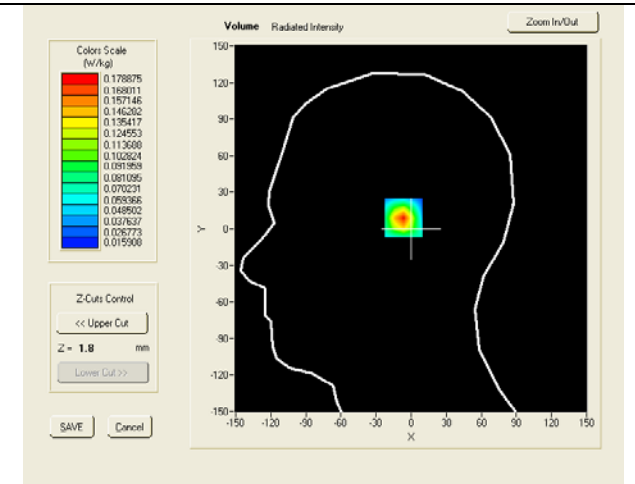 Volume Radiated Intensity
Zoom In/Out
Colors Scale
(W/kg)
0.178875
0.168011
0.157146
0.146282
0.135417
0.124553
0.113688
0.102824
0.091959
0.081095
0.070231
0.059366
0.048502
0.037637
0.026773
0.015908
Z-Cuts Control
<< Upper Cut
Z = 1.8 mm
Lower Cut >>
SAVE Cancel
150
120
90
60
30
0
-30
-60
-90
-120
-150
Y
-150 -120 -90 -60 -30 0 30 60 90 120 150
X